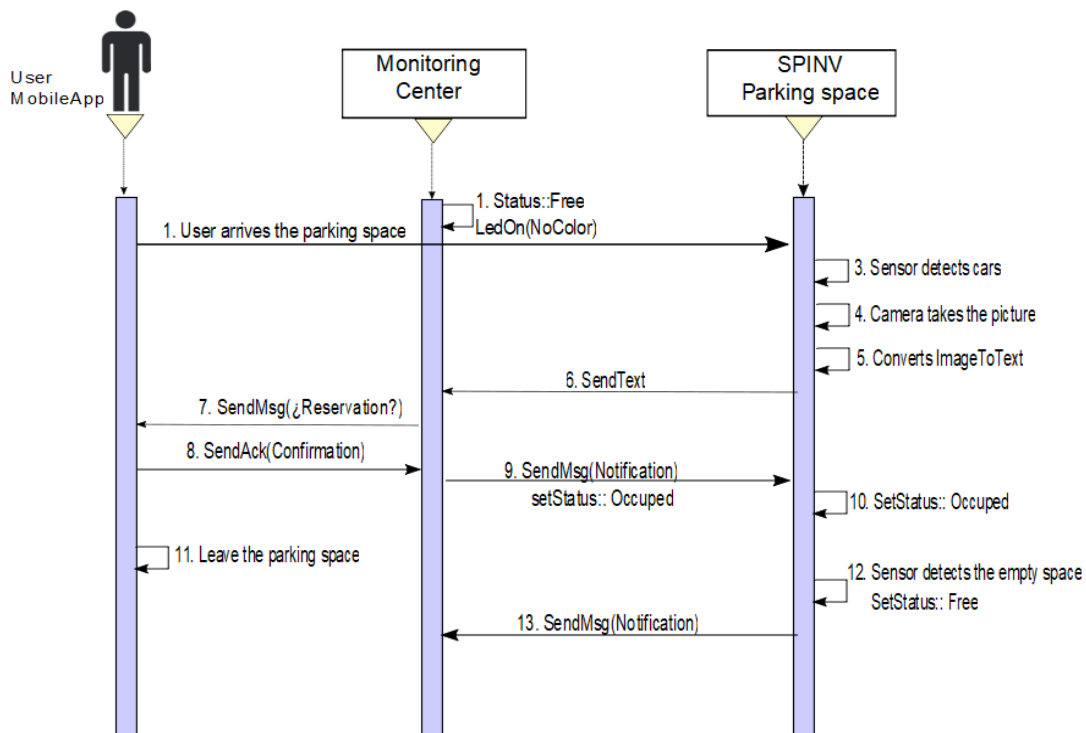 User
MobileApp
Monitoring
Center
SPINV
Parking space
1. Status::Free
LedOn(NoColor)
1. User arrives the parking space
3. Sensor detects cars
4. Camera takes the picture
5. Converts ImageToText
6. SendText
7. SendMsg(¿Reservation?)
8. SendAck(Confirmation)
9. SendMsg(Notification)
setStatus:: Occuped
10. SetStatus:: Occuped
11. Leave the parking space
12. Sensor detects the empty space
SetStatus:: Free
13. SendMsg(Notification)